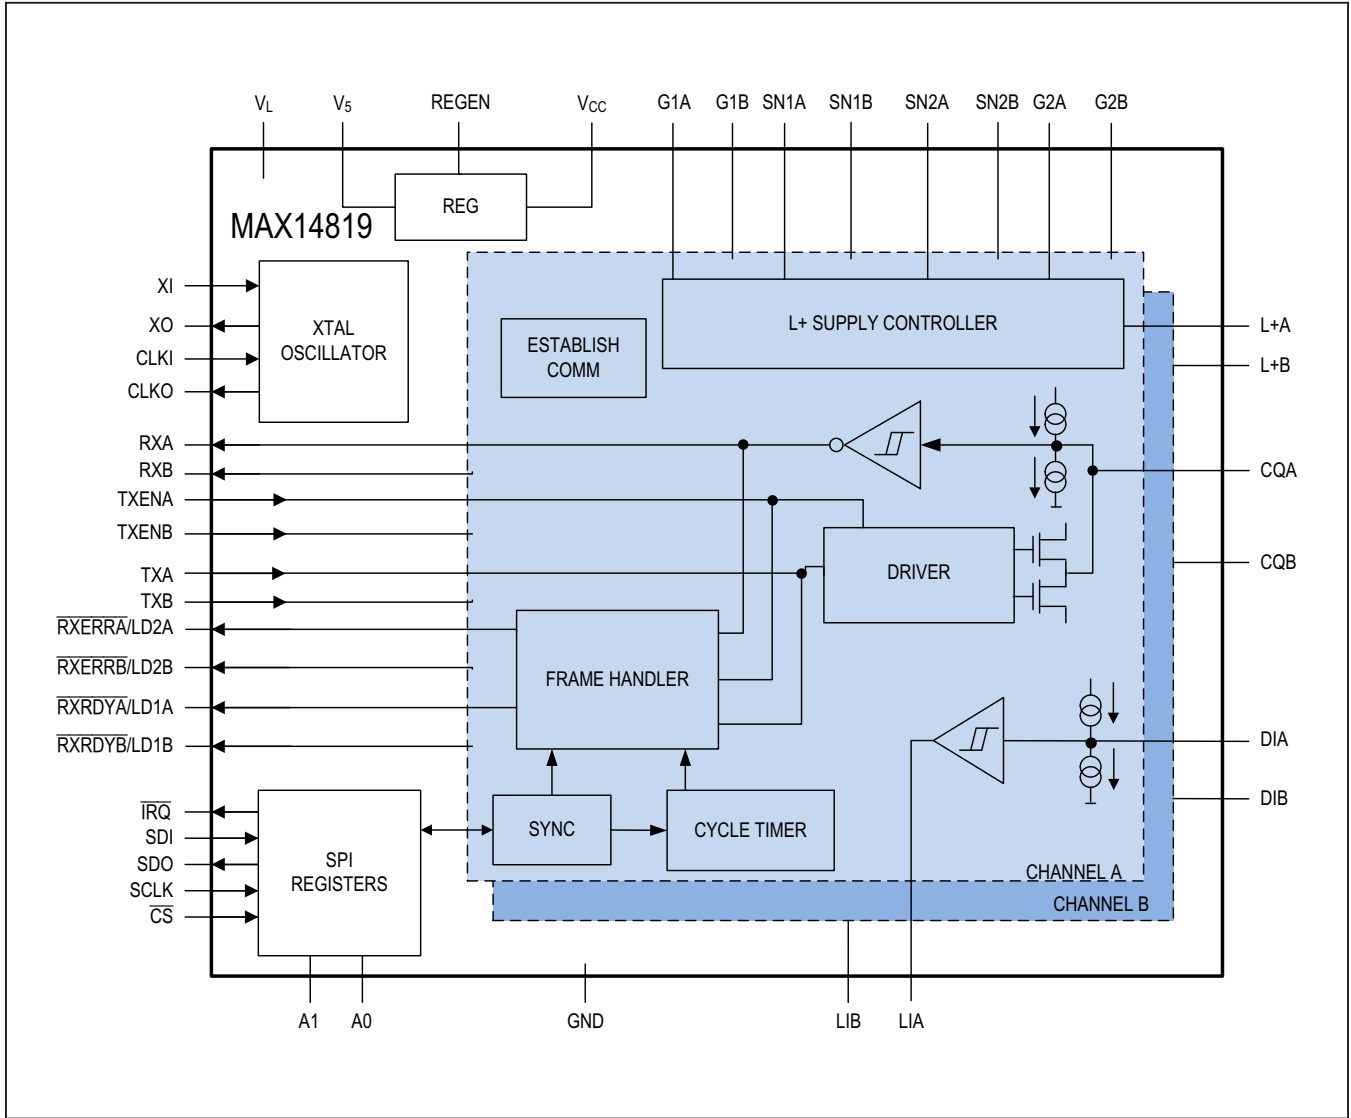 VL V5 REGEN VCC G1A G1B SN1A SN1B SN2A SN2B G2A G2B
REG
MAX14819
XI
XO
CLKI
CLKO
XTAL
OSCILLATOR
ESTABLISH
COMM
L+ SUPPLY CONTROLLER
L+A
L+B
RXA
RXB
TXENA
TXENB
TXA
TXB
RXERRA/LD2A
RXERRB/LD2B
RXRDYA/LD1A
RXRDYB/LD1B
DRIVER
CQA
CQB
FRAME HANDLER
DIA
DIB
IRQ
SDI
SDO
SCLK
CS
SPI
REGISTERS
SYNC
CYCLE TIMER
CHANNEL A
CHANNEL B
A1 A0 GND LIB LIA